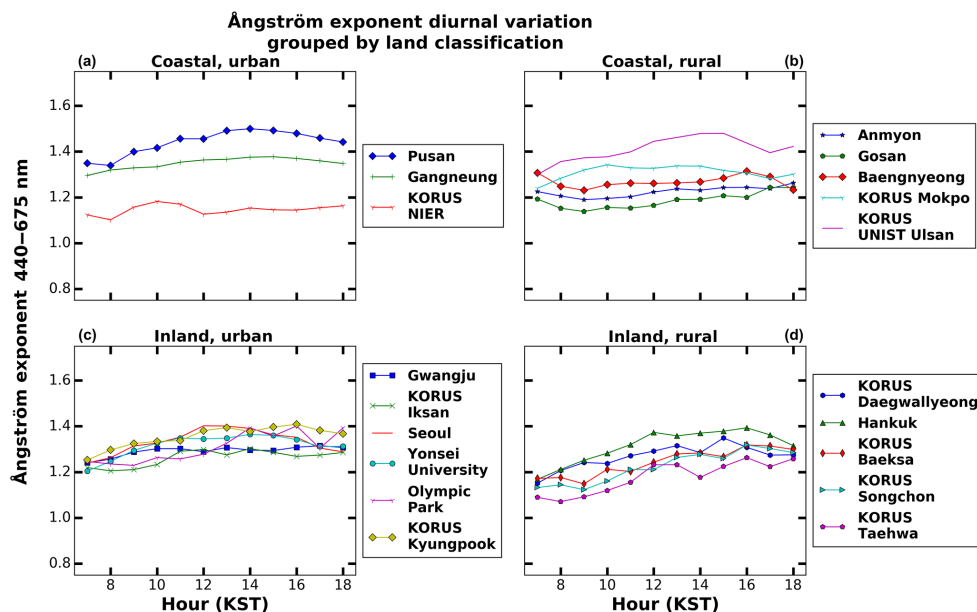 Ångström exponent diurnal variation
grouped by land classification
(a)
Coastal, urban
1.6
1.4
1.2
1.0
0.8
Pusan
Gangneung
KORUS
NIER
Coastal, rural
(b)
Anmyon
Gosan
Baengnyeong
KORUS Mokpo
KORUS
UNIST Ulsan
Ångström exponent 440−675 nm
(c)
Inland, urban
1.6
1.4
1.2
1.0
0.8
8 10 12 14 16 18
Hour (KST)
Gwangju
KORUS
Iksan
Seoul
Yonsei
University
Olympic
Park
KORUS
Kyungpook
Inland, rural
(d)
8 10 12 14 16 18
Hour (KST)
KORUS
Daegwallyeong
Hankuk
KORUS
Baeksa
KORUS
Songchon
KORUS
Taehwa